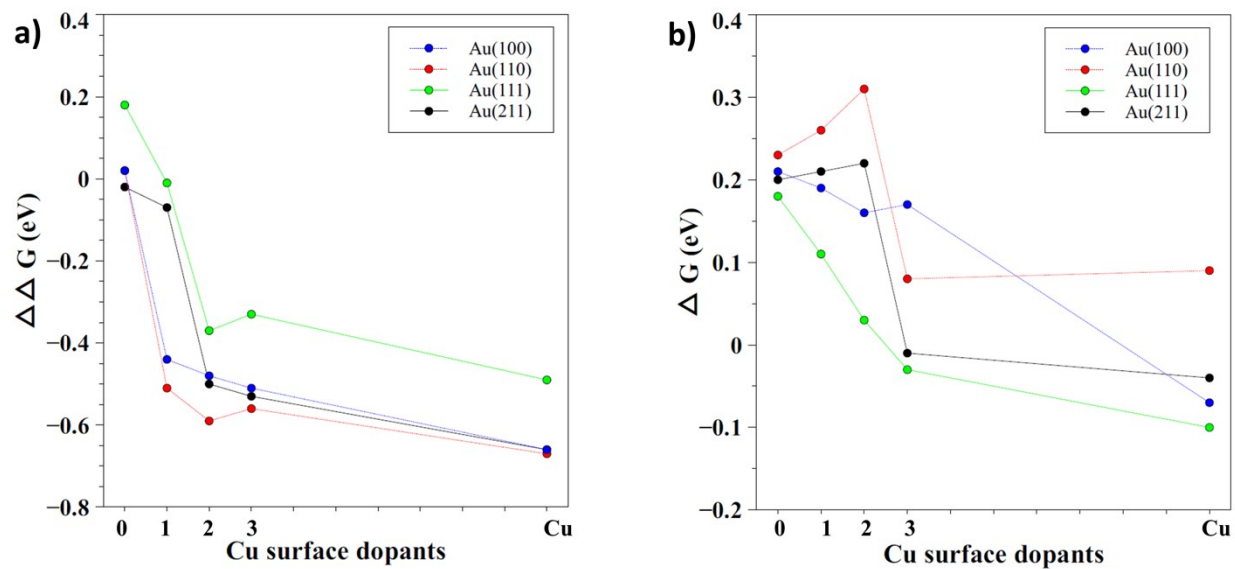 a)
0.4
0.2
0
−0.2
−0.4
−0.6
−0.8
△△ G (eV)
Au(100)
Au(110)
Au(111)
Au(211)
0 1 2 3 Cu
Cu surface dopants
b)
0.4
0.3
0.2
0.1
0
−0.1
−0.2
△ G (eV)
Au(100)
Au(110)
Au(111)
Au(211)
0 1 2 3 Cu
Cu surface dopants